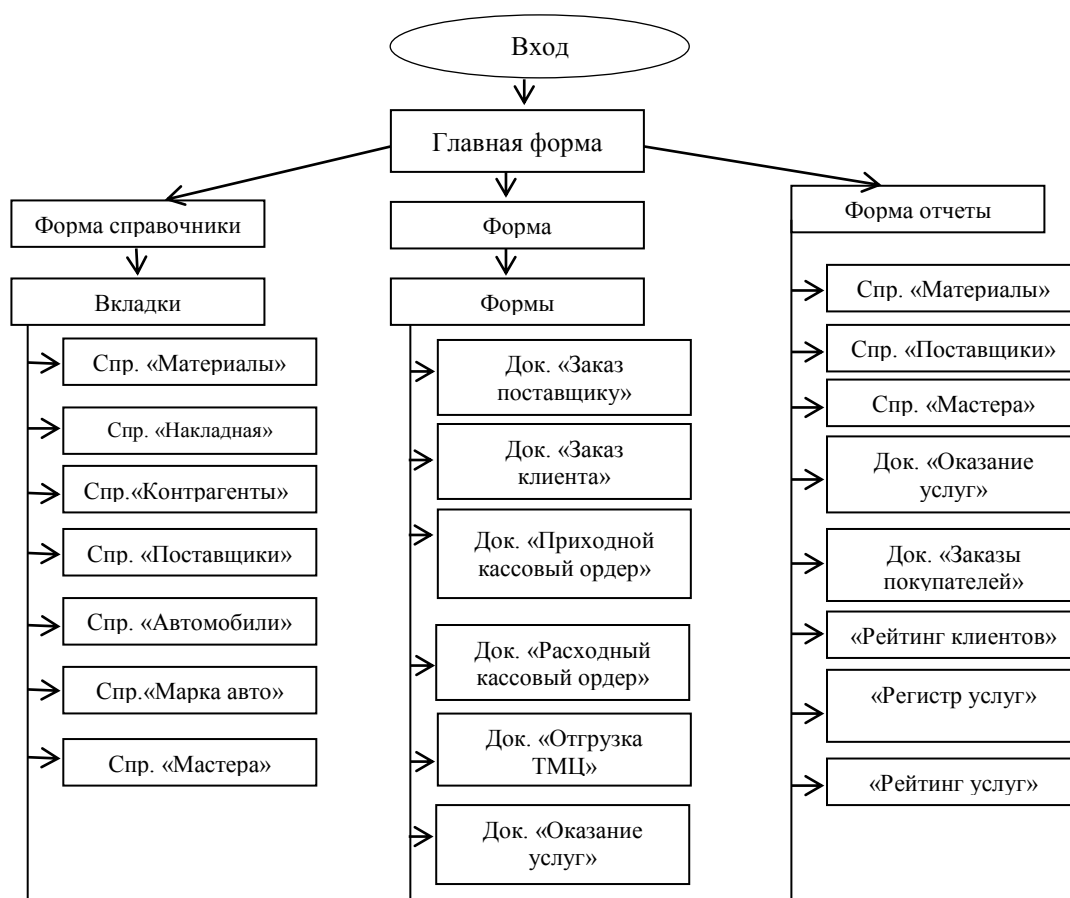 Вход
Главная форма
Форма справочники
Вкладки
Спр. «Материалы»
Спр. «Накладная»
Спр.«Контрагенты»
Спр. «Поставщики»
Спр. «Автомобили»
Спр.«Марка авто»
Спр. «Мастера»
Форма
Формы
Док. «Заказ
поставщику»
Док. «Заказ
клиента»
Док. «Приходной
кассовый ордер»
Док. «Расходный
кассовый ордер»
Док. «Отгрузка
ТМЦ»
Док. «Оказание
услуг»
Форма отчеты
Спр. «Материалы»
Спр. «Поставщики»
Спр. «Мастера»
Док. «Оказание
услуг»
Док. «Заказы
покупателей»
«Рейтинг клиентов»
«Регистр услуг»
«Рейтинг услуг»